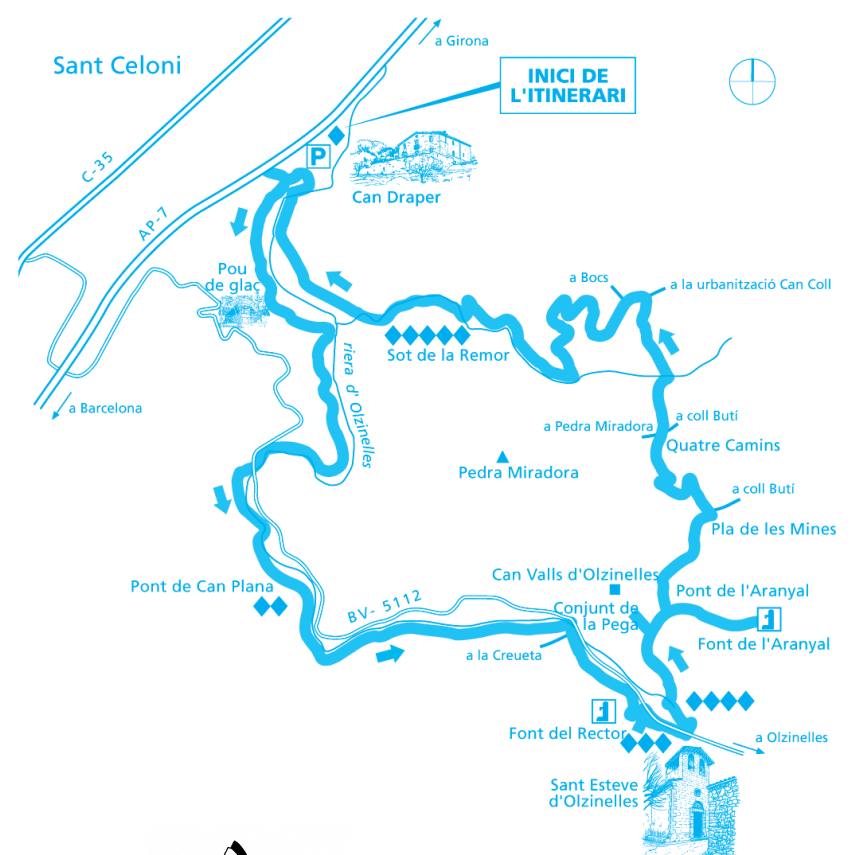 a Girona
Sant Celoni
INICI DE
L'ITINERARI
C-35
P
Can Draper
AP-7
Pou
de glaç
a Bocs
a la urbanització Can Coll
Sot de la Remor
riera d' Olzinelles
a Barcelona
a coll Butí
a Pedra Miradora
Quatre Camins
Pedra Miradora
a coll Butí
Pla de les Mines
Can Valls d'Olzinelles
Pont de Can Plana
Pont de l'Aranyal
BV- 5112
Conjunt de
la Pega
Font de l'Aranyal
a la Creueta
Font del Rector
a Olzinelles
Sant Esteve
d'Olzinelles